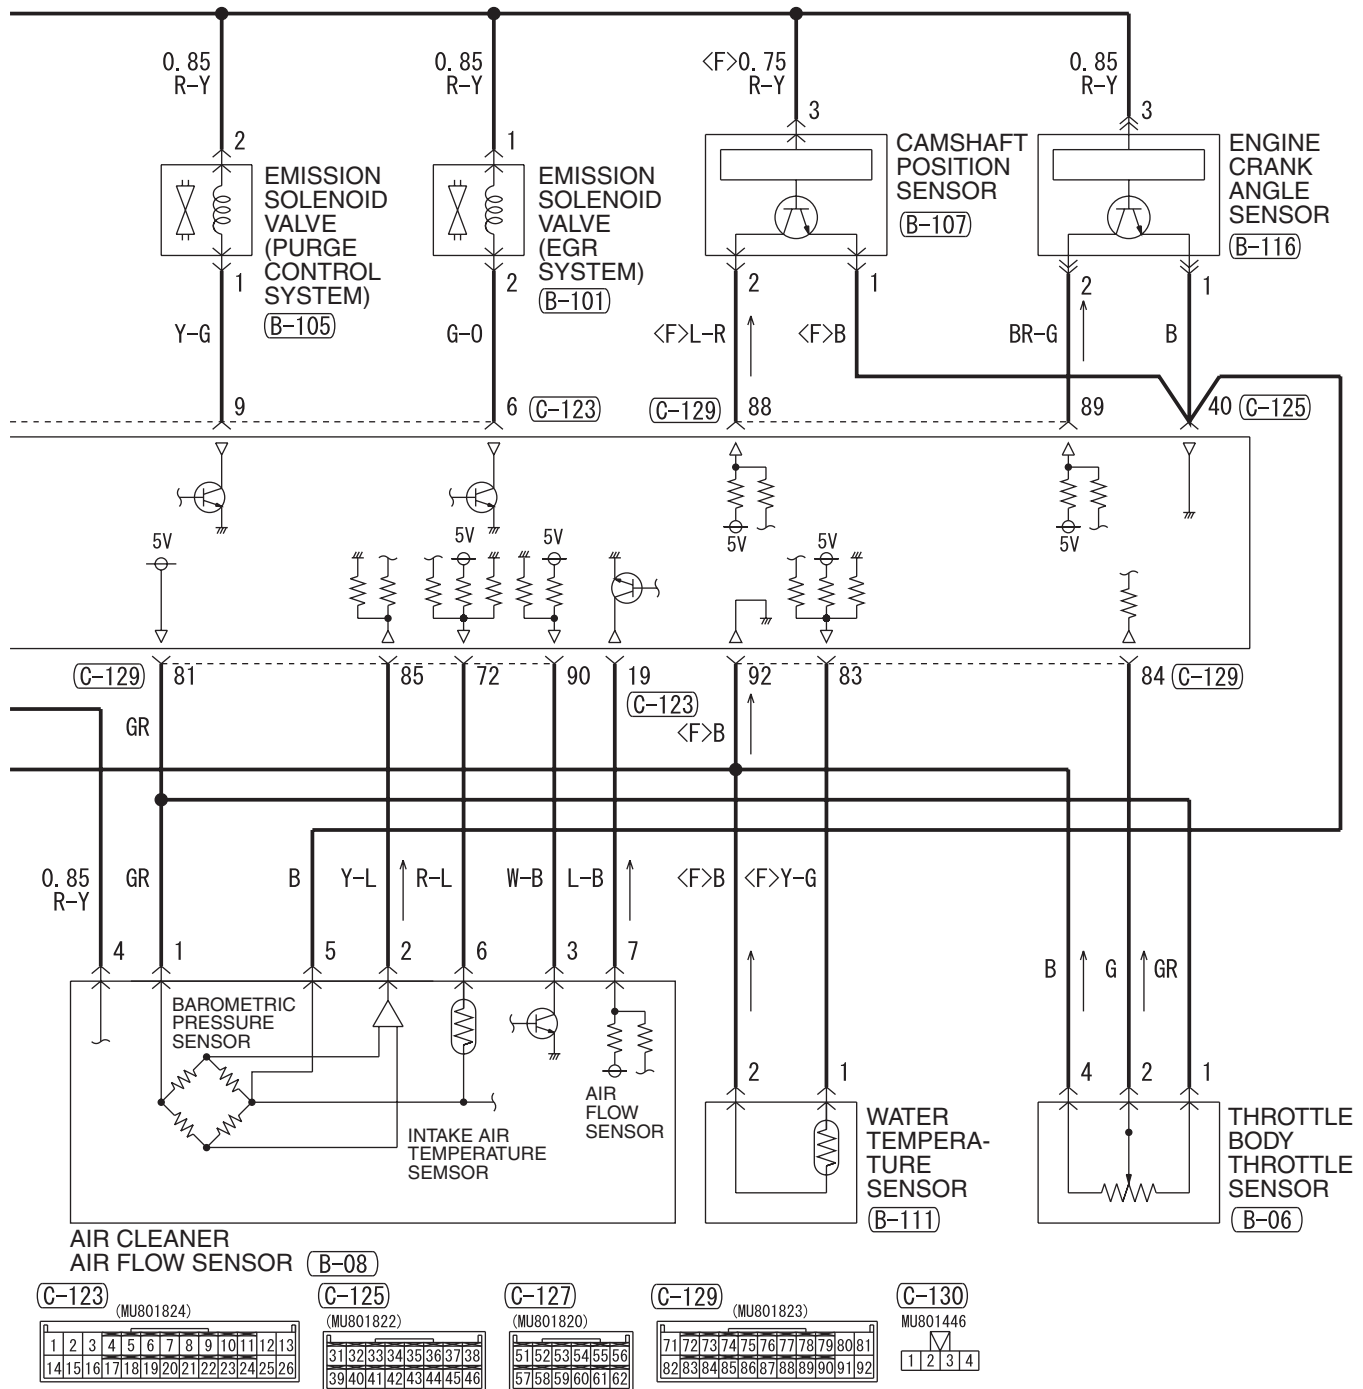 0.85
R-Y
0.85
R-Y
<F>0.75
R-Y
0.85
R-Y
2
1
3
3
EMISSION
SOLENOID
VALVE
(PURGE
CONTROL
SYSTEM)
B-105
EMISSION
SOLENOID
VALVE
(EGR
SYSTEM)
B-101
CAMSHAFT
POSITION
SENSOR
B-107
ENGINE
CRANK
ANGLE
SENSOR
B-116
1
2
2
1
2
1
Y-G
G-O
<F>L-R
<F>B
BR-G
B
9
6 C-123
C-129 88
89
40 C-125
5V
5V
5V
5V
5V
5V
C-129 81
85
72
90
19
C-123
92
83
84 C-129
GR
<F>B
0.85
R-Y
GR
B
Y-L
R-L
W-B
L-B
<F>B
<F>Y-G
4
1
5
2
6
3
7
B
G
GR
BAROMETRIC
PRESSURE
SENSOR
INTAKE AIR
TEMPERATURE
SEMSOR
AIR
FLOW
SENSOR
2
1
4
2
1
WATER
TEMPERA-
TURE
SENSOR
B-111
THROTTLE
BODY
THROTTLE
SENSOR
B-06
AIR CLEANER
AIR FLOW SENSOR B-08
C-123
(MU801824)
1 2 3 4 5 6 7 8 9 10 11 12 13
14 15 16 17 18 19 20 21 22 23 24 25 26
C-125
(MU801822)
31 32 33 34 35 36 37 38
39 40 41 42 43 44 45 46
C-127
(MU801820)
51 52 53 54 55 56
57 58 59 60 61 62
C-129
(MU801823)
71 72 73 74 75 76 77 78 79 80 81
82 83 84 85 86 87 88 89 90 91 92
C-130
MU801446
1 2 3 4